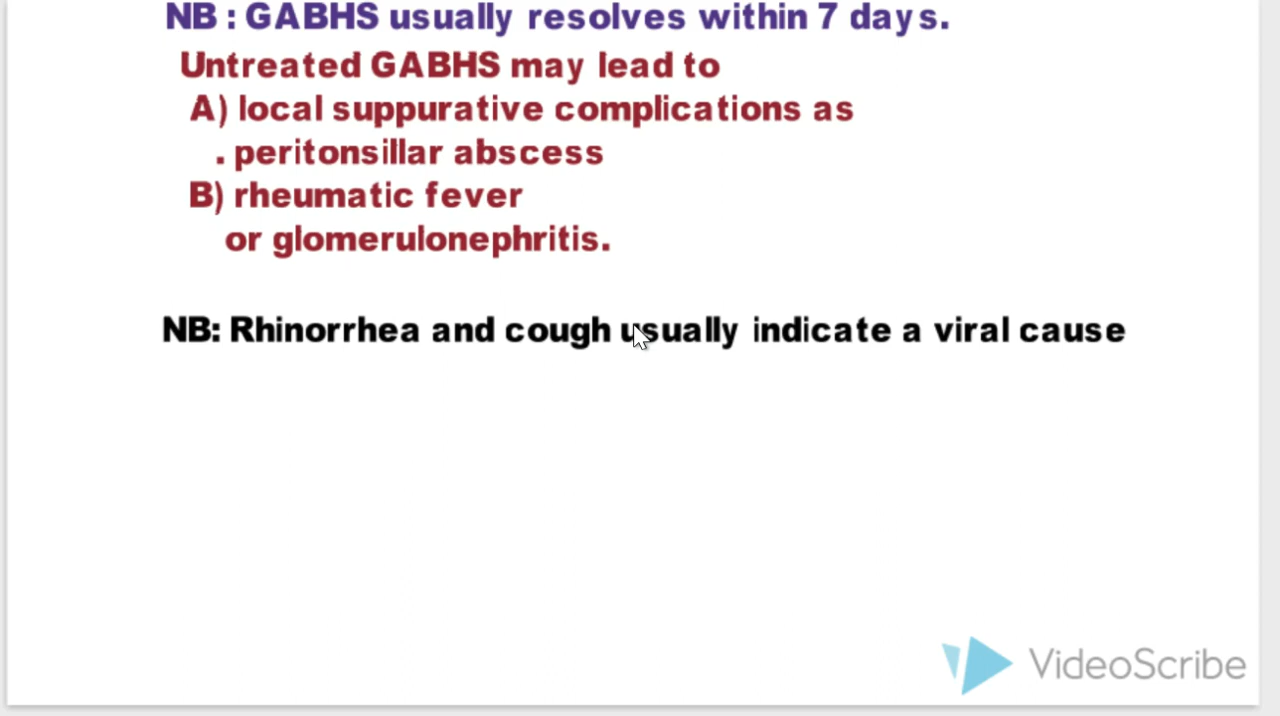 NB : GABHS usually resolves within 7 days.
Untreated GABHS may lead to
A) local suppurative complications as
. peritonsillar abscess
B) rheumatic fever
or glomerulonephritis.
NB: Rhinorrhea and cough usually indicate a viral cause
VideoScribe